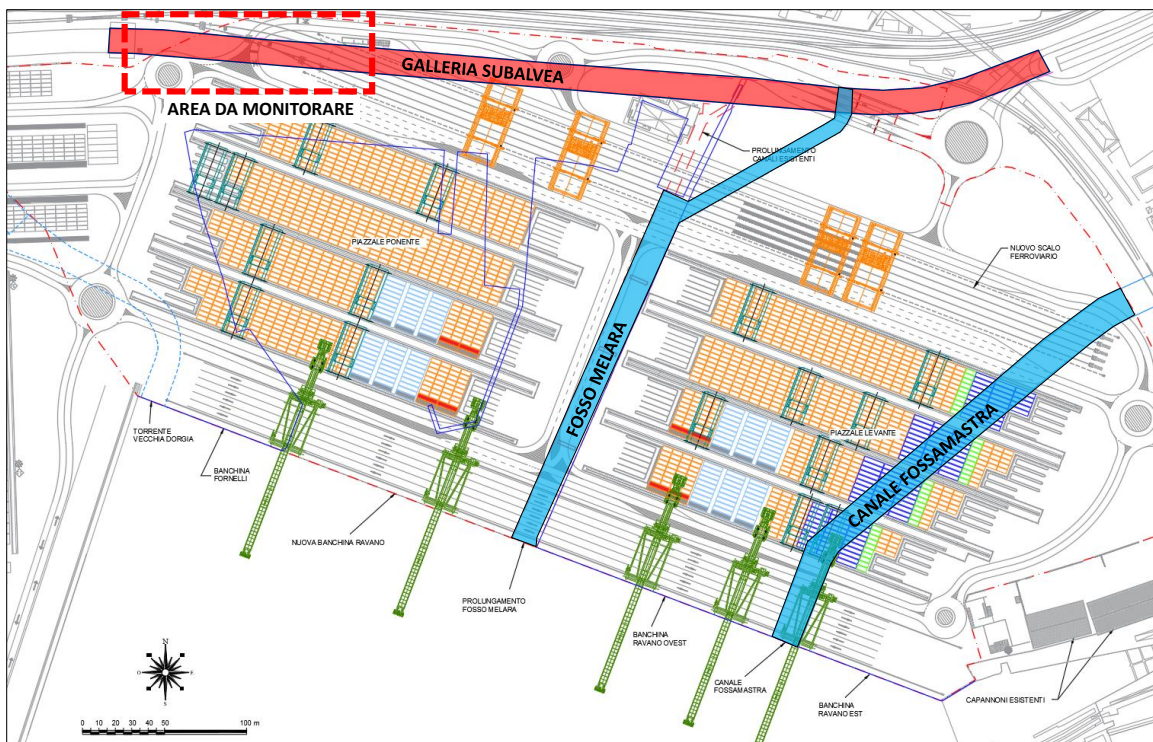 GALLERIA SUBALVEA
AREA DA MONITORARE
PROLUNGAMENTO
CANALI ESISTENTI
PIAZZALE PONENTE
NUOVO SCALO
FERROVIARIO
FOSSO MELARA
CANALE FOSSAMASTRA
PIAZZALE LEVANTE
TORRENTE
VECCHIA DORGIA
BANCHINA
FORNELLI
NUOVA BANCHINA RAVANO
PROLUNGAMENTO
FOSSO MELARA
BANCHINA
RAVANO OVEST
CANALE
FOSSAMASTRA
BANCHINA
RAVANO EST
CAPANNONI ESISTENTI
N
O E
S
0 10 20 30 40 50 100 m